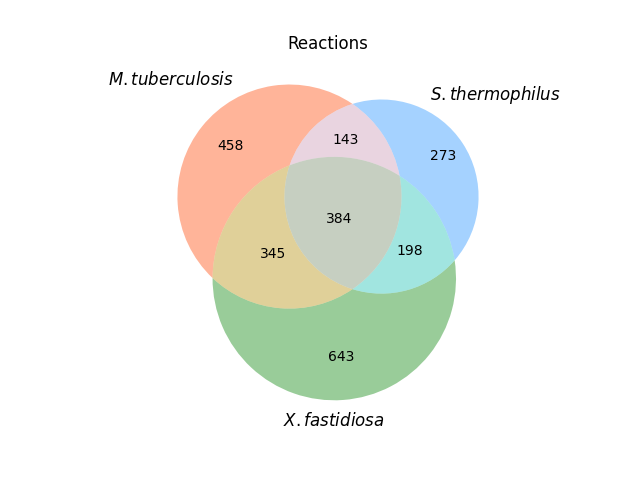 Reactions
M. tuberculosis
S. thermophilus
458
143
273
384
345
198
643
X. fastidiosa